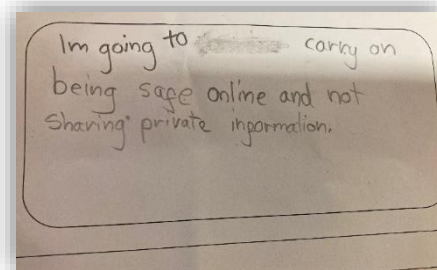 Im going to carry on
being safe online and not
sharing private information.